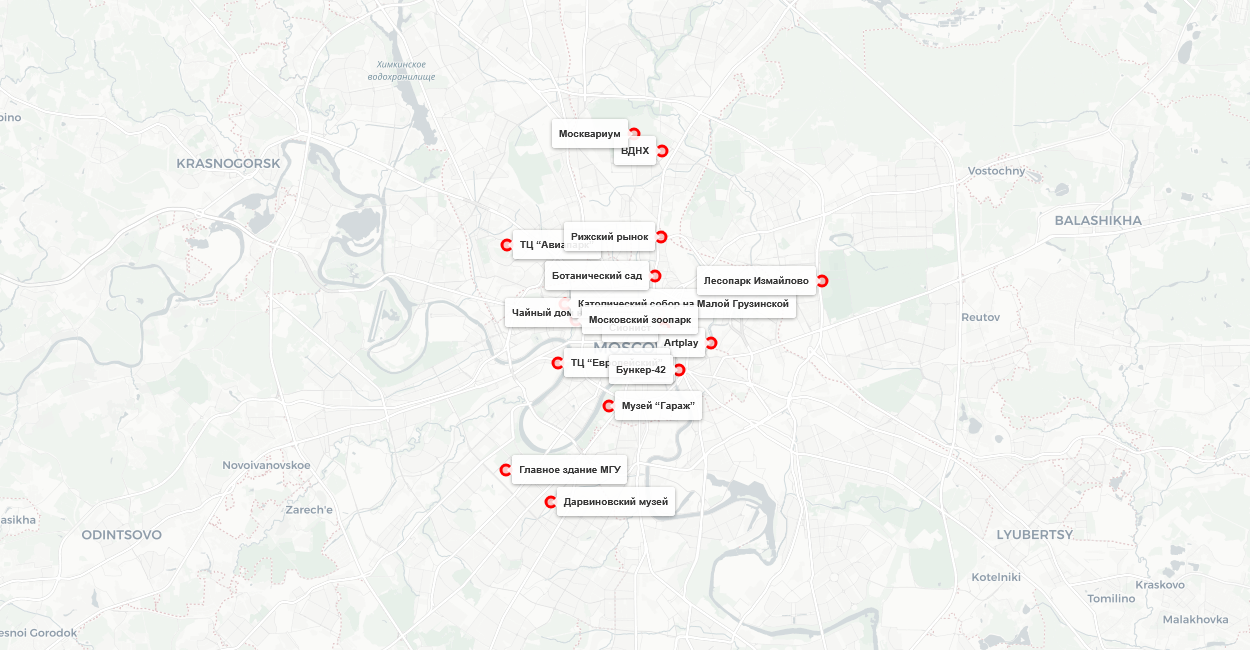 Химкинское
водохранилище
pino
KRASNOGORSK
Москвариум
ВДНХ
Vostochny
BALASHIKHA
ТЦ “Авиапарк”
Рижский рынок
Ботанический сад
Лесопарк Измайлово
Католический собор на Малой Грузинской
Чайный дом
Московский зоопарк
Reutov
MOSCOW
Artplay
ТЦ “Евр
Бункер-42
Музей “Гараж”
Novoivanovskoe
Главное здание МГУ
Дарвиновский музей
Zarech'e
asikha
ODINTSOVO
LYUBERTSY
Kotelniki
Kraskovo
Tomilino
Malakhovka
esnoi Gorodok